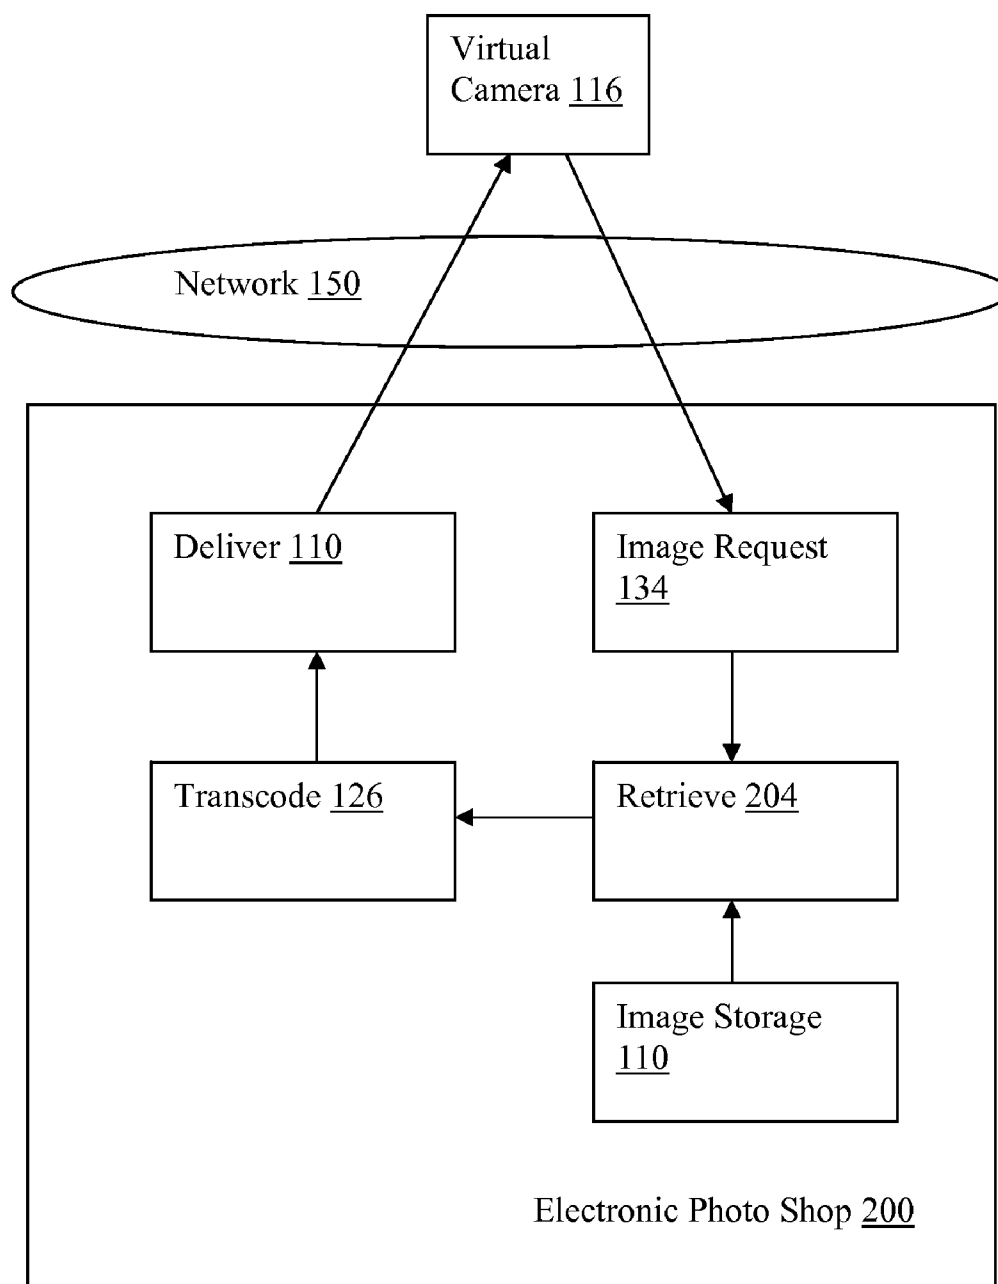 Virtual
Camera 116
Network 150
Deliver 110
Image Request
134
Transcode 126
Retrieve 204
Image Storage
110
Electronic Photo Shop 200